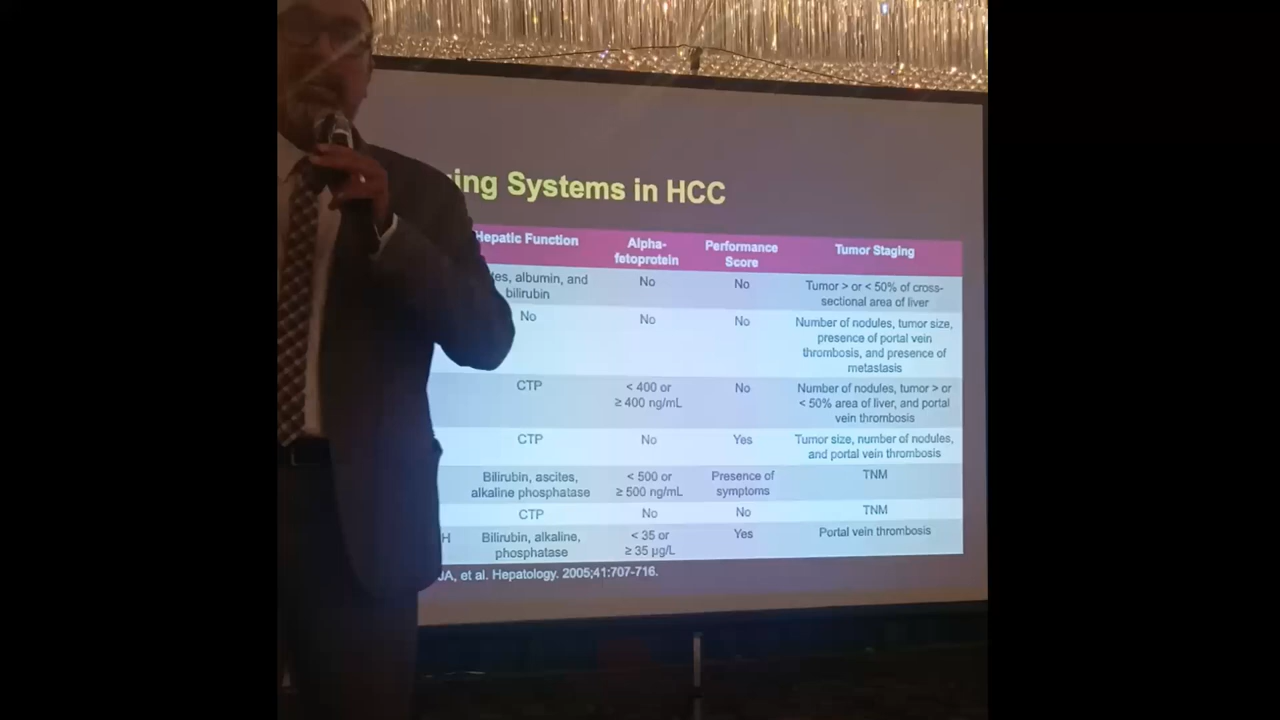 Systems in HCC
Hepatic Function
Alpha-
fetoprotein
Performance
Score
Tumor Staging
albumin, and
bilirubin
No
No
Tumor > or < 50% of cross-
sectional area of liver
No
No
No
Number of nodules, tumor size,
presence of portal vein
thrombosis, and presence of
metastasis
CTP
< 400 or
≥ 400 ng/mL
No
Number of nodules, tumor > or
< 50% area of liver, and portal
vein thrombosis
CTP
No
Yes
Tumor size, number of nodules,
and portal vein thrombosis
Bilirubin, ascites,
alkaline phosphatase
< 500 or
≥ 500 ng/mL
Presence of
symptoms
TNM
CTP
No
No
TNM
H
Bilirubin, alkaline,
phosphatase
< 35 or
≥ 35 µg/L
Yes
Portal vein thrombosis
JA, et al. Hepatology. 2005;41:707-716.